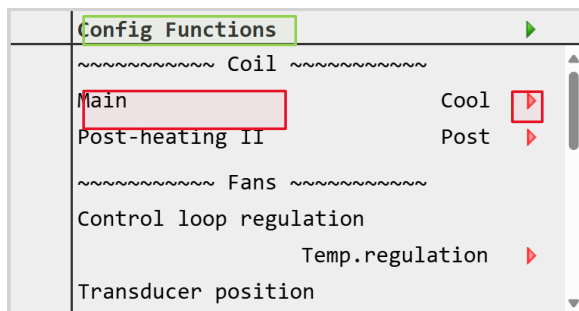 Config Functions
~~~~~~~~~~~ Coil ~~~~~~~~~~~
Main Cool
Post-heating II Post
~~~~~~~~~~~ Fans ~~~~~~~~~~~
Control loop regulation
Temp.regulation
Transducer position